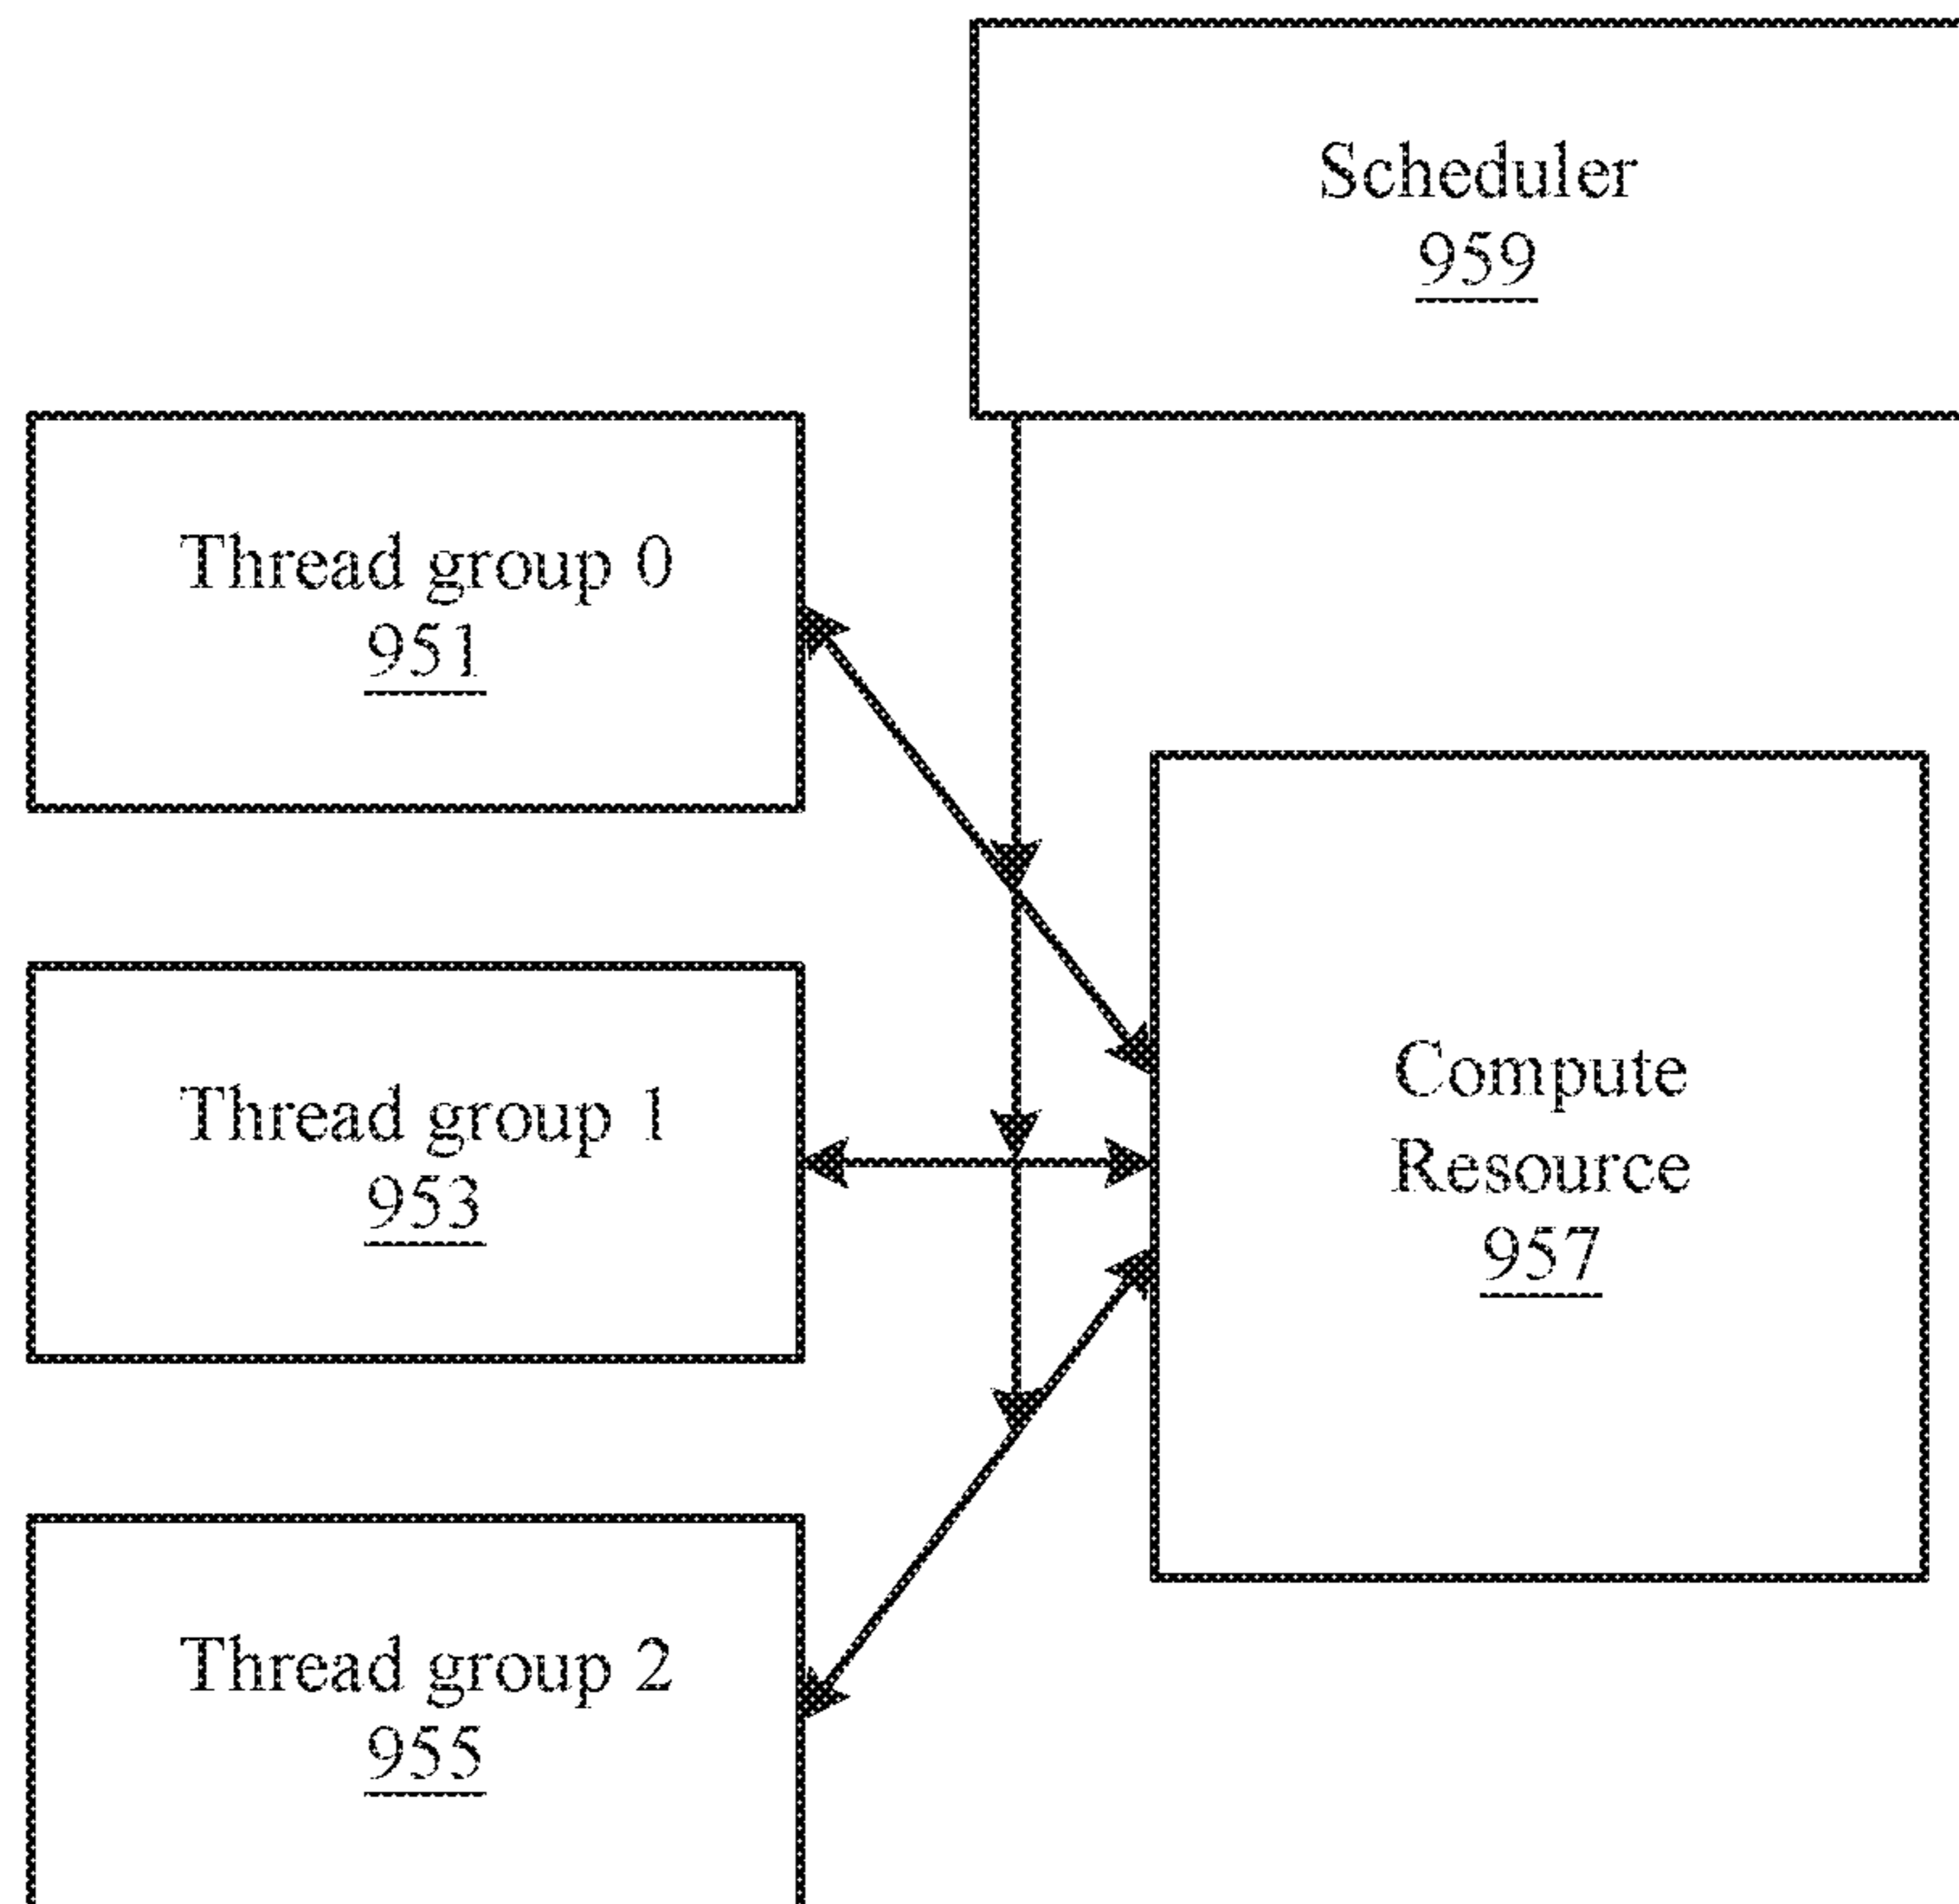 Scheduler
959
Thread group 0
951
Thread group 1
953
Compute
Resource
957
Thread group 2
955